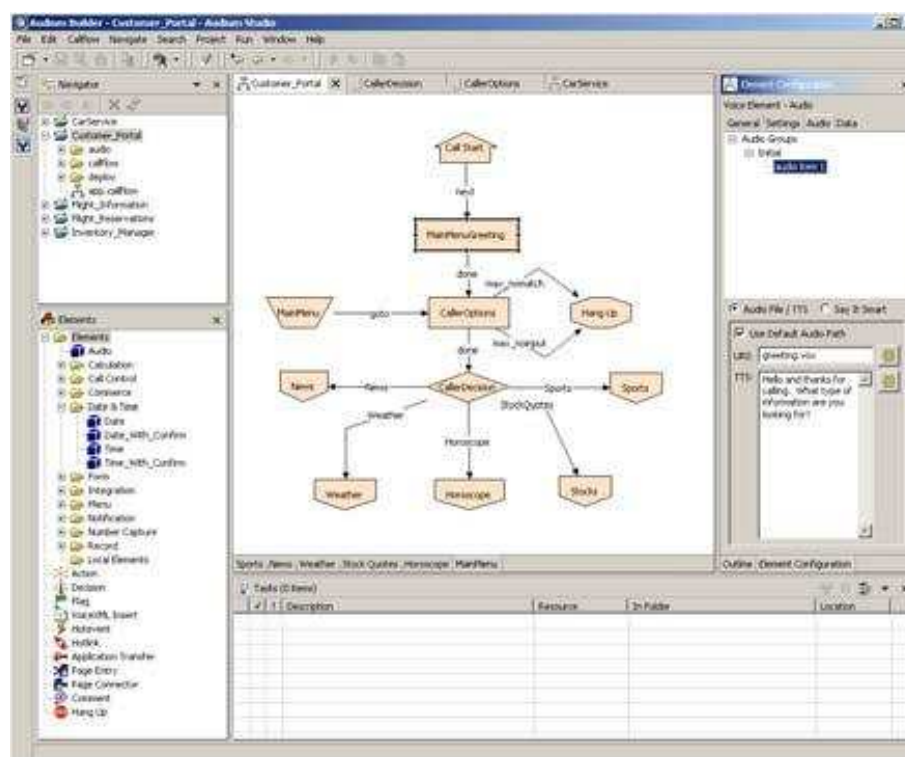 Audium Builder - Customer_Portal - Audium Studio
File Edit Callflow Navigate Search Project Run Window Help
Navigator
CarService
Customer_Portal
audio
callflow
deploy
app.callflow
Flight_Information
Flight_Reservations
Inventory_Manager
Elements
Elements
Audio
Calculation
Call Control
Commerce
Date & Time
Date
Date_With_Confirm
Time
Time_With_Confirm
Form
Integration
Menu
Notification
Number Capture
Record
Local Elements
Action
Decision
Flag
VoiceXML Insert
Hotevent
Hotlink
Application Transfer
Page Entry
Page Connector
Comment
Hang Up
Customer_Portal CallerDecision CallerOptions CarService
Call Start
next
MainMenuGreeting
done
max_nomatch
MainMenu
goto
CallerOptions
Hang Up
max_noinput
done
News
News
CallerDecision
Sports
Sports
StockQuotes
Weather
Horoscope
Weather
Horoscope
Stocks
Sports News Weather Stock Quotes Horoscope MainMenu
Element Configuration
Voice Element - Audio
General Settings Audio Data
Audio Groups
Initial
audio item 1
Audio File / TTS Say It Smart
Use Default Audio Path
URI: greeting.vox
TTS: Hello and thanks for
calling. What type of
information are you
looking for?
Outline Element Configuration
Tasks (0 items)
! Description Resource In Folder Location